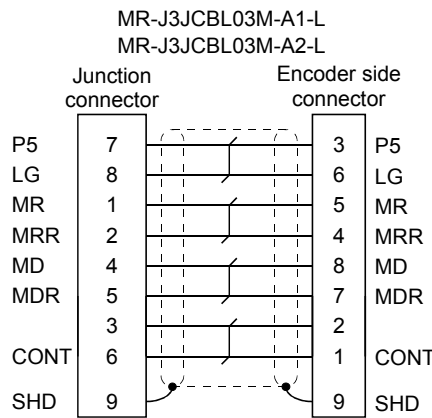 MR-J3JCBL03M-A1-L
MR-J3JCBL03M-A2-L
Junction connector
Encoder side connector
P5 7 3 P5
LG 8 6 LG
MR 1 5 MR
MRR 2 4 MRR
MD 4 8 MD
MDR 5 7 MDR
3 2
CONT 6 1 CONT
SHD 9 9 SHD